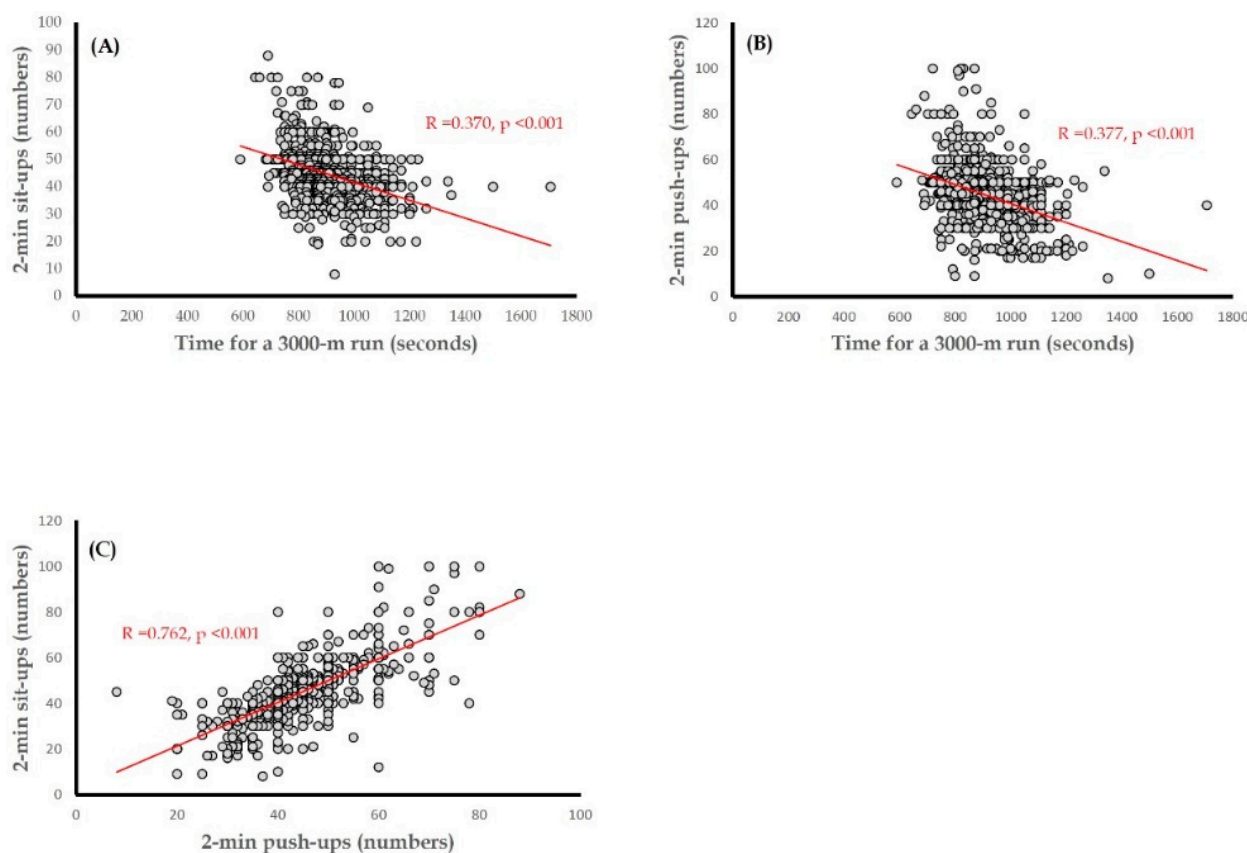 (A)
R =0.370, p <0.001
2-min sit-ups (numbers)
100
90
80
70
60
50
40
30
20
10
0
0 200 400 600 800 1000 1200 1400 1600 1800
Time for a 3000-m run (seconds)
(B)
R =0.377, p <0.001
2-min push-ups (numbers)
120
100
80
60
40
20
0
0 200 400 600 800 1000 1200 1400 1600 1800
Time for a 3000-m run (seconds)
(C)
R =0.762, p <0.001
2-min sit-ups (numbers)
120
100
80
60
40
20
0
0 20 40 60 80 100
2-min push-ups (numbers)